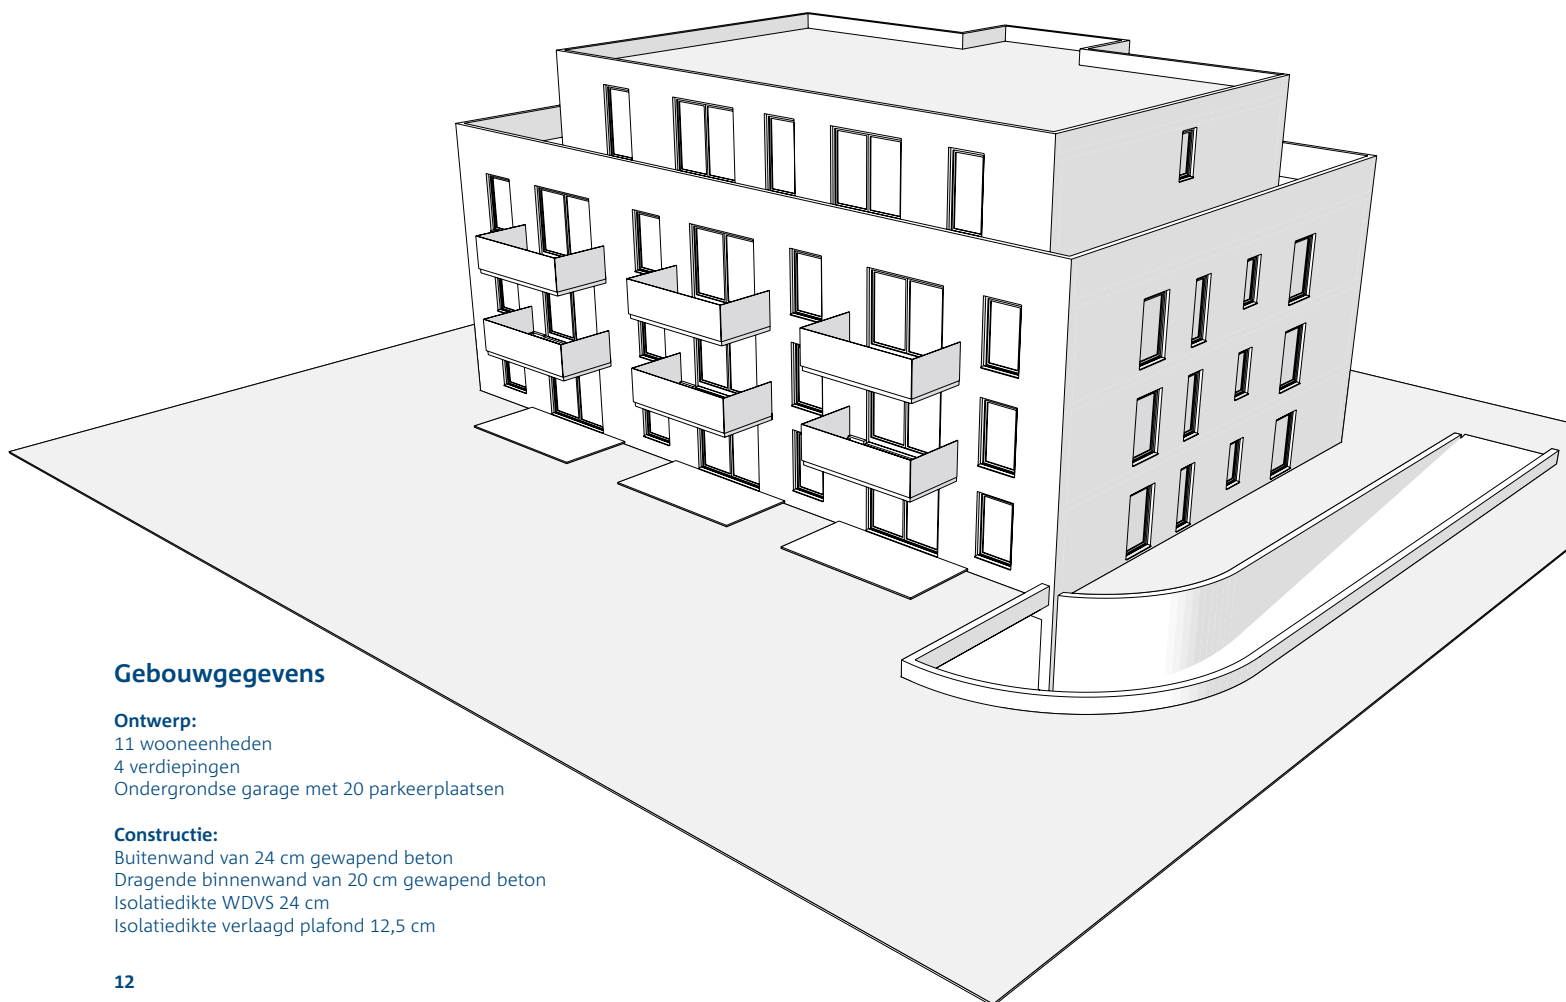 Gebouwgegevens
Ontwerp:
11 wooneenheden
4 verdiepingen
Ondergrondse garage met 20 parkeerplaatsen
Constructie:
Buitenwand van 24 cm gewapend beton
Dragende binnenwand van 20 cm gewapend beton
Isolatiedikte WDVS 24 cm
Isolatiedikte verlaagd plafond 12,5 cm
12